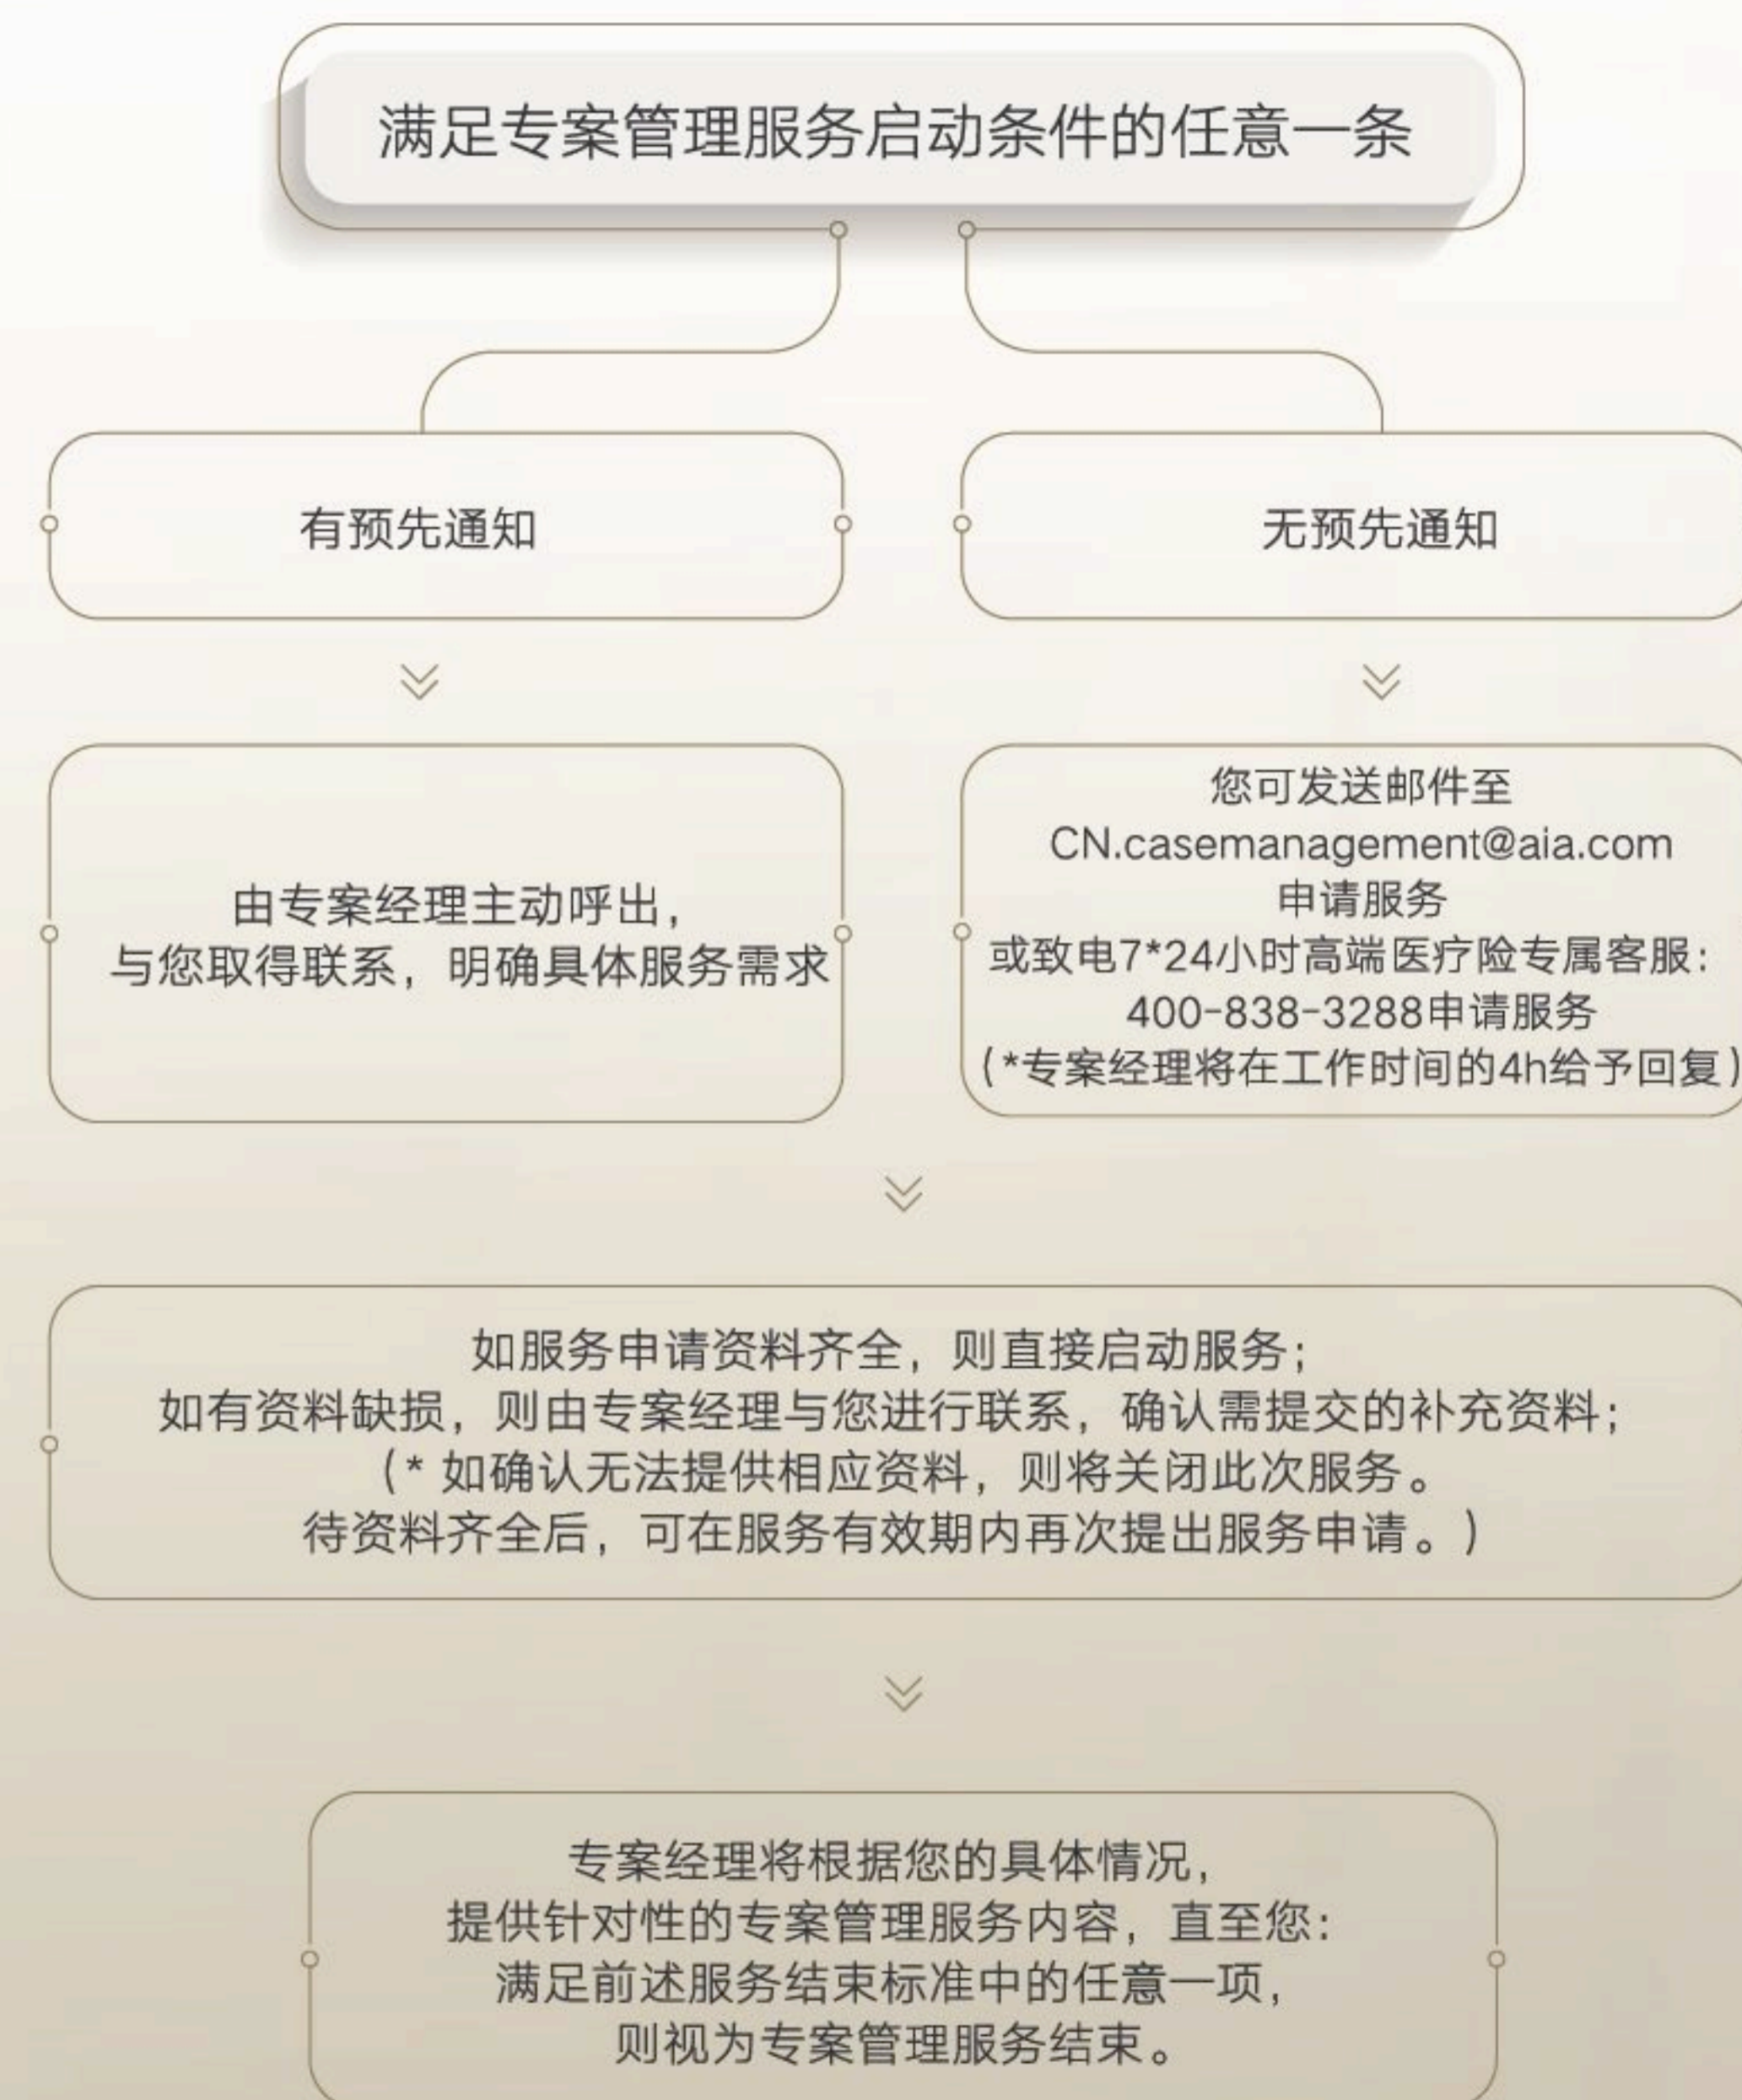 满足专案管理服务启动条件的任意一条
有预先通知
无预先通知
由专案经理主动呼出，
与您取得联系，明确具体服务需求
您可发送邮件至
CN.casemanagement@aia.com
申请服务
或致电7*24小时高端医疗险专属客服：
400-838-3288申请服务
（*专案经理将在工作时间的4h给予回复）
如服务申请资料齐全，则直接启动服务；
如有资料缺损，则由专案经理与您进行联系，确认需提交的补充资料；
（* 如确认无法提供相应资料，则将关闭此次服务。
待资料齐全后，可在服务有效期内再次提出服务申请。）
专案经理将根据您的具体情况，
提供针对性的专案管理服务内容，直至您：
满足前述服务结束标准中的任意一项，
则视为专案管理服务结束。